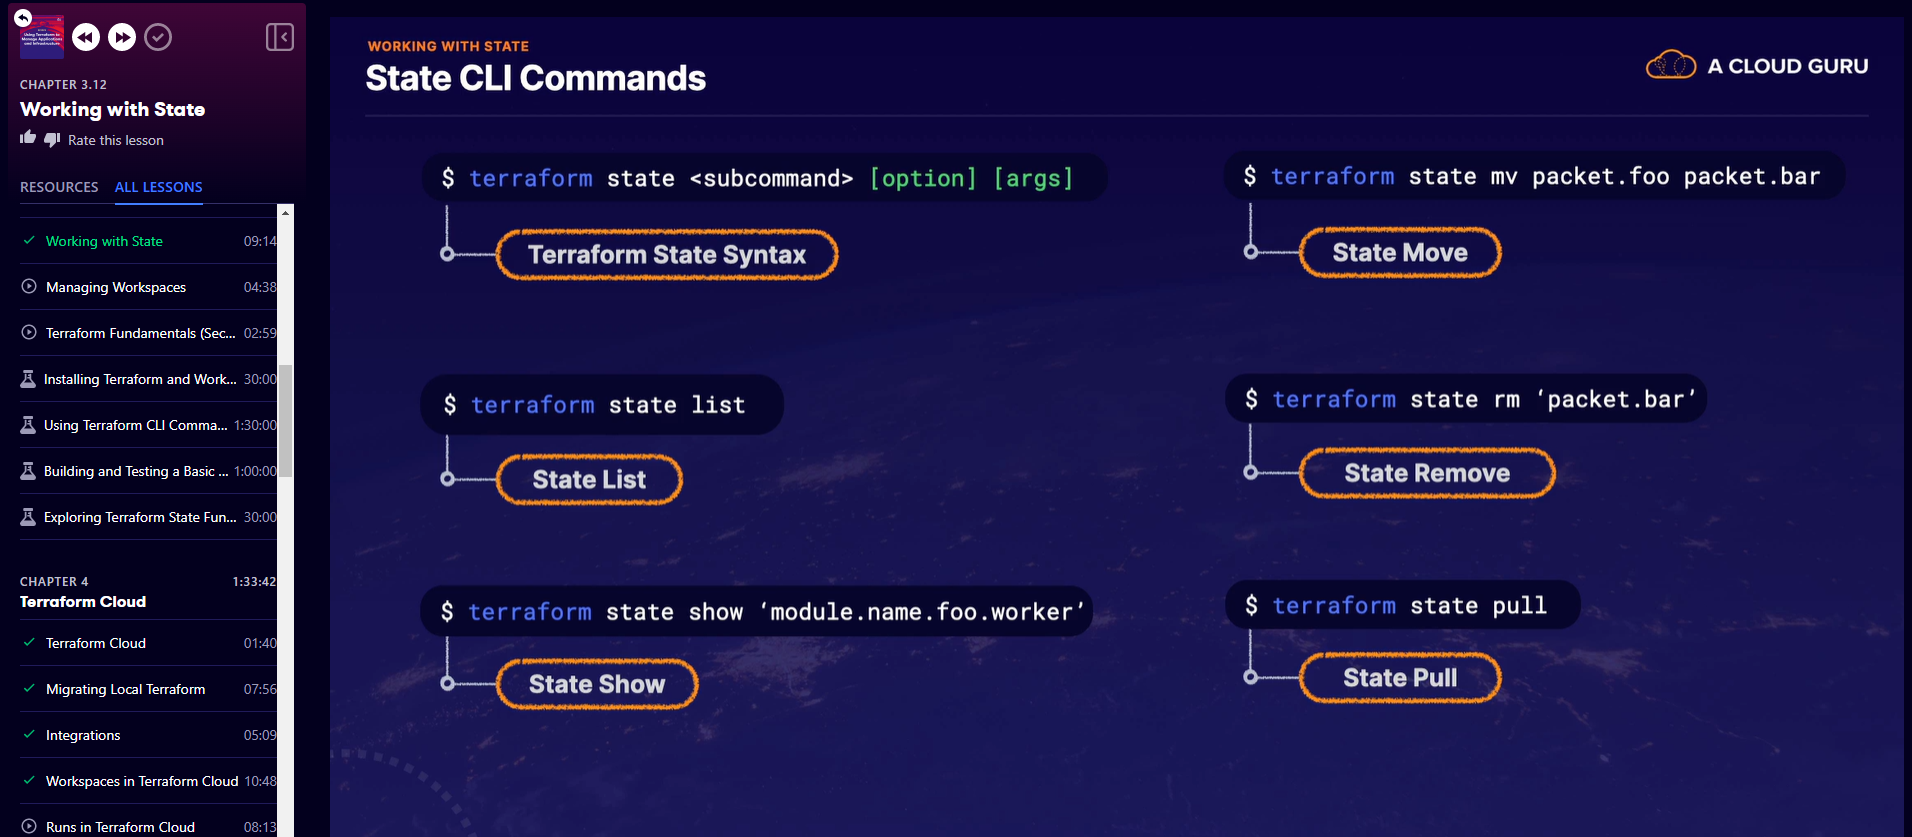 Using Terraform to
Manage Applications
and Infrastructure
CHAPTER 3.12
Working with State
Rate this lesson
RESOURCES ALL LESSONS
Working with State 09:14
Managing Workspaces 04:38
Terraform Fundamentals (Sec... 02:59
Installing Terraform and Work... 30:00
Using Terraform CLI Comma... 1:30:00
Building and Testing a Basic ... 1:00:00
Exploring Terraform State Fun... 30:00
CHAPTER 4 1:33:42
Terraform Cloud
Terraform Cloud 01:40
Migrating Local Terraform 07:56
Integrations 05:09
Workspaces in Terraform Cloud 10:48
Runs in Terraform Cloud 08:13
WORKING WITH STATE
State CLI Commands
A CLOUD GURU
$ terraform state <subcommand> [option] [args]
Terraform State Syntax
$ terraform state list
State List
$ terraform state show ‘module.name.foo.worker’
State Show
$ terraform state mv packet.foo packet.bar
State Move
$ terraform state rm ‘packet.bar’
State Remove
$ terraform state pull
State Pull